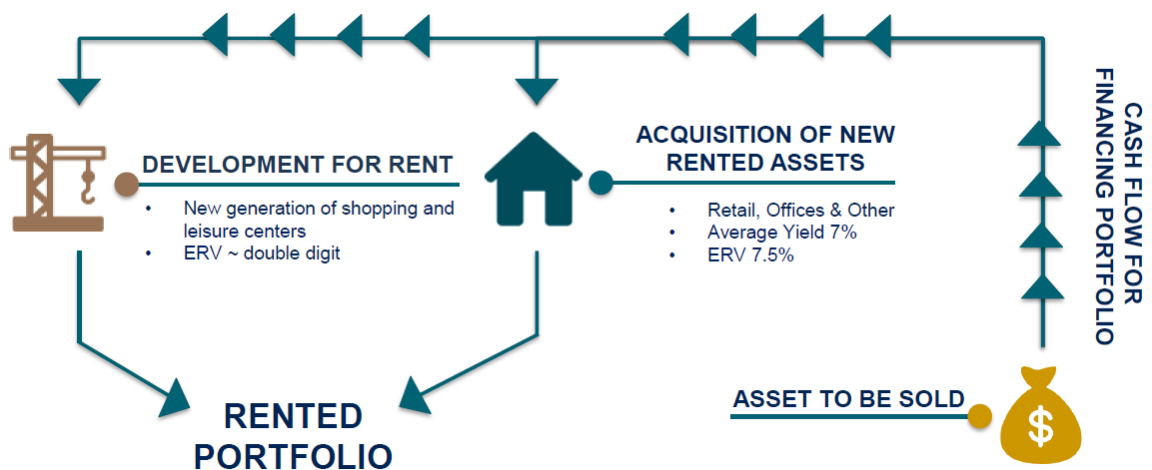 DEVELOPMENT FOR RENT
• New generation of shopping and
leisure centers
• ERV ~ double digit
ACQUISITION OF NEW
RENTED ASSETS
• Retail, Offices & Other
• Average Yield 7%
• ERV 7.5%
CASH FLOW FOR
FINANCING PORTFOLIO
ASSET TO BE SOLD
$
RENTED
PORTFOLIO